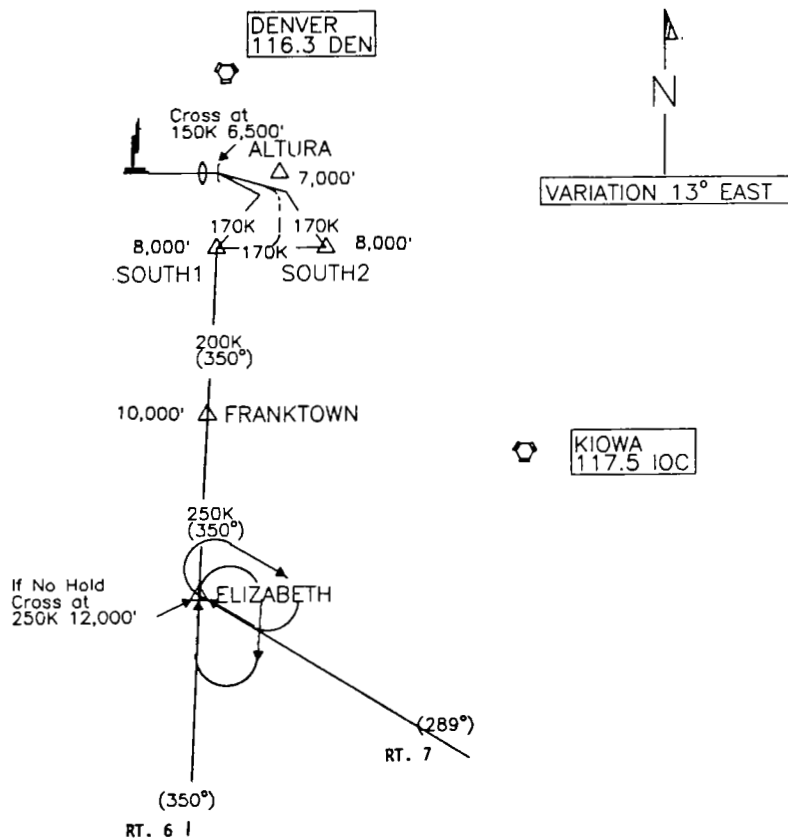 DENVER
116.3 DEN
N
VARIATION 13° EAST
Cross at
150K 6,500'
ALTURA
7,000'
170K
170K
170K
8,000'
8,000'
SOUTH1
SOUTH2
200K
(350°)
10,000'
FRANKTOWN
KIOWA
117.5 IOC
250K
(350°)
If No Hold
Cross at
250K 12,000'
ELIZABETH
(289°)
RT. 7
(350°)
RT. 6